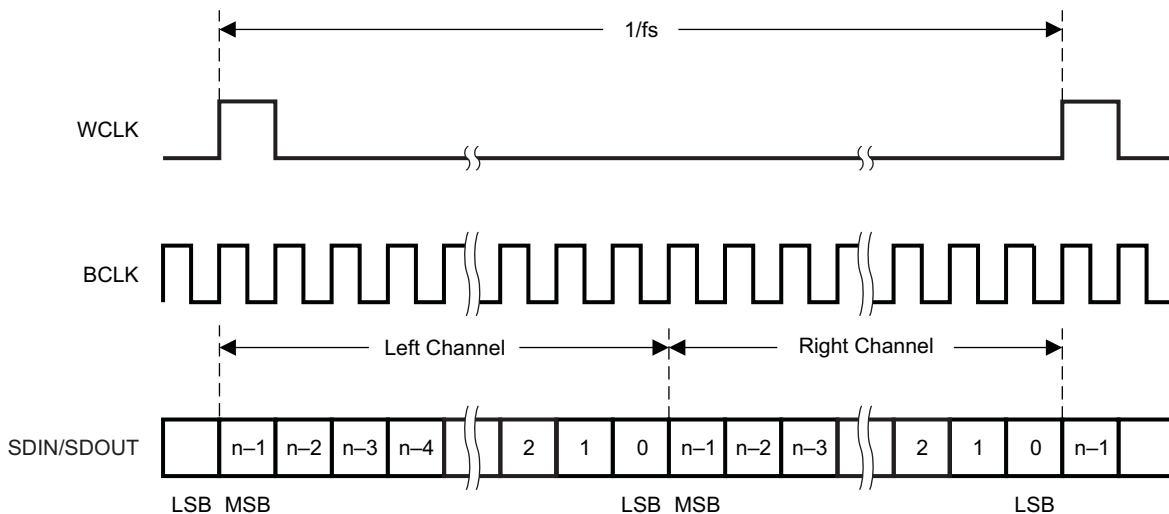 1/fs
WCLK
BCLK
Left Channel
Right Channel
SDIN/SDOUT n–1 n–2 n–3 n–4 2 1 0 n–1 n–2 n–3 2 1 0 n–1
LSB MSB LSB MSB LSB